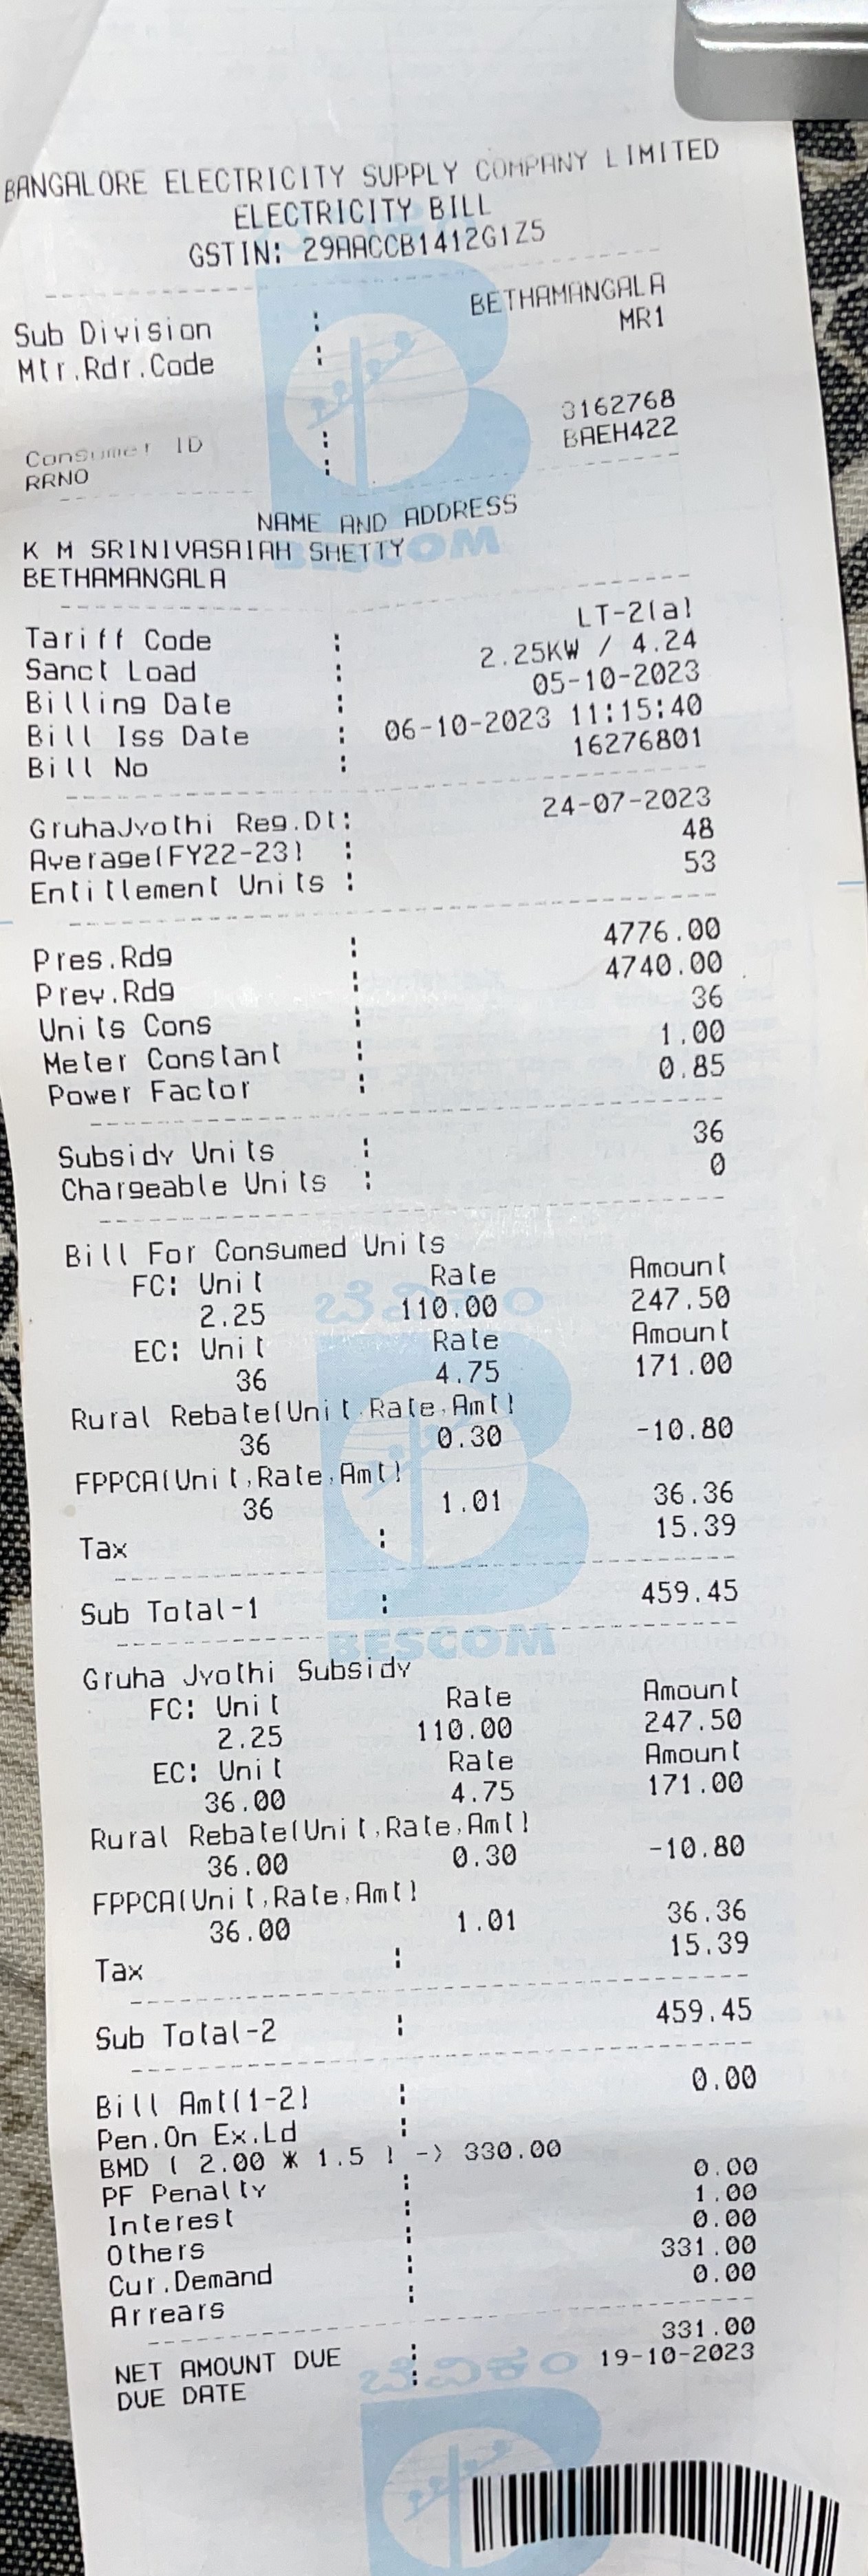 BANGALORE ELECTRICITY SUPPLY COMPANY LIMITED
ELECTRICITY BILL
GSTIN: 29AACCB1412G1Z5
Sub Division : BETHAMANGALA
Mtr.Rdr.Code : MR1
Consumer ID : 3162768
RRNO : BAEH422
NAME AND ADDRESS
K M SRINIVASAIAH SHETTY
BETHAMANGALA
BESCOM
Tariff Code : LT-2(a)
Sanct Load : 2.25KW / 4.24
Billing Date : 05-10-2023
Bill Iss Date : 06-10-2023 11:15:40
Bill No : 16276801
GruhaJyothi Reg.Dt: 24-07-2023
Average(FY22-23) : 48
Entitlement Units : 53
Pres.Rdg : 4776.00
Prev.Rdg : 4740.00
Units Cons : 36
Meter Constant : 1.00
Power Factor : 0.85
Subsidy Units : 36
Chargeable Units : 0
Bill For Consumed Units
FC: Unit Rate Amount
ಬೆವಿಕಂ
2.25 110.00 247.50
EC: Unit Rate Amount
36 4.75 171.00
Rural Rebate(Unit,Rate,Amt)
36 0.30 -10.80
FPPCA(Unit,Rate,Amt)
36 1.01 36.36
Tax : 15.39
Sub Total-1 : 459.45
BESCOM
Gruha Jyothi Subsidy
FC: Unit Rate Amount
2.25 110.00 247.50
EC: Unit Rate Amount
36.00 4.75 171.00
Rural Rebate(Unit,Rate,Amt)
36.00 0.30 -10.80
FPPCA(Unit,Rate,Amt)
36.00 1.01 36.36
Tax : 15.39
Sub Total-2 : 459.45
Bill Amt(1-2) : 0.00
Pen.On Ex.Ld :
BMD ( 2.00 * 1.5 ) -> 330.00
PF Penalty : 0.00
Interest : 1.00
Others : 0.00
Cur.Demand : 331.00
Arrears : 0.00
NET AMOUNT DUE : 331.00
DUE DATE : 19-10-2023
ಬೆವಿಕಂ